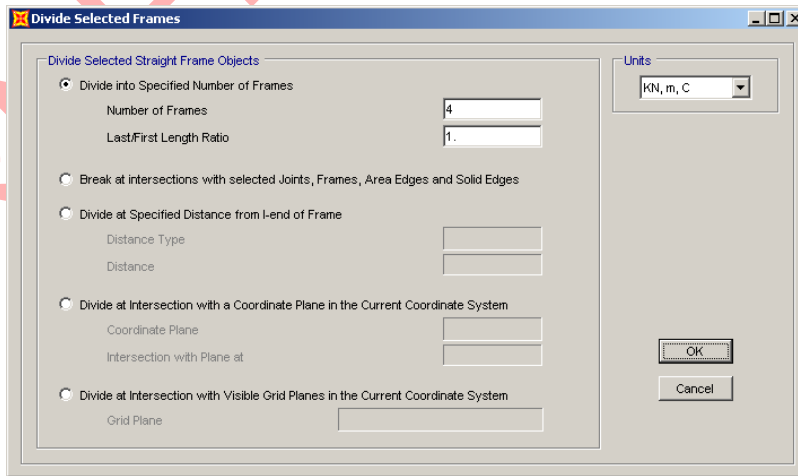 Divide Selected Frames
Divide Selected Straight Frame Objects
Divide into Specified Number of Frames
Number of Frames
4
Last/First Length Ratio
1.
Break at intersections with selected Joints, Frames, Area Edges and Solid Edges
Divide at Specified Distance from I-end of Frame
Distance Type
Distance
Divide at Intersection with a Coordinate Plane in the Current Coordinate System
Coordinate Plane
Intersection with Plane at
Divide at Intersection with Visible Grid Planes in the Current Coordinate System
Grid Plane
Units
KN, m, C
OK
Cancel